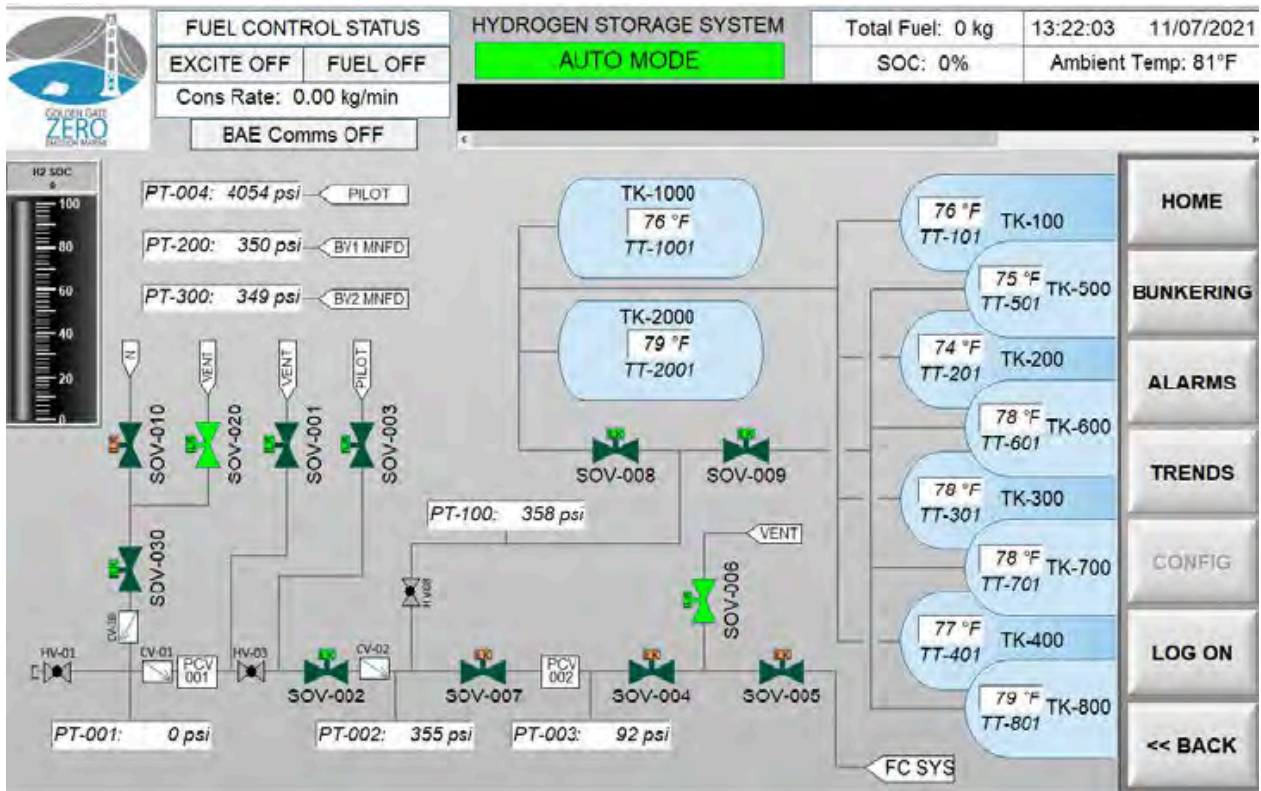 FUEL CONTROL STATUS
EXCITE OFF FUEL OFF
Cons Rate: 0.00 kg/min
BAE Comms OFF
HYDROGEN STORAGE SYSTEM
AUTO MODE
Total Fuel: 0 kg
SOC: 0%
13:22:03 11/07/2021
Ambient Temp: 81°F
GOLDEN GATE
ZERO
EMISSION MARINE
H2 SOC
0
100
80
60
40
20
0
PT-004: 4054 psi PILOT
PT-200: 350 psi BV1 MNFD
PT-300: 349 psi BV2 MNFD
N
VENT
VENT
PILOT
SOV-010
SOV-020
SOV-001
SOV-003
SOV-030
CV-30
HV-01
CV-01
PCV
001
HV-03
SOV-002
CV-02
SOV-007
PCV
002
SOV-004
SOV-005
SOV-006
VENT
PT-100: 358 psi
PT-001: 0 psi
PT-002: 355 psi
PT-003: 92 psi
FC SYS
SOV-008
SOV-009
TK-1000
76 °F
TT-1001
TK-2000
79 °F
TT-2001
76 °F
TT-101
TK-100
75 °F
TT-501
TK-500
74 °F
TT-201
TK-200
78 °F
TT-601
TK-600
78 °F
TT-301
TK-300
78 °F
TT-701
TK-700
77 °F
TT-401
TK-400
79 °F
TT-801
TK-800
HOME
BUNKERING
ALARMS
TRENDS
CONFIG
LOG ON
<< BACK